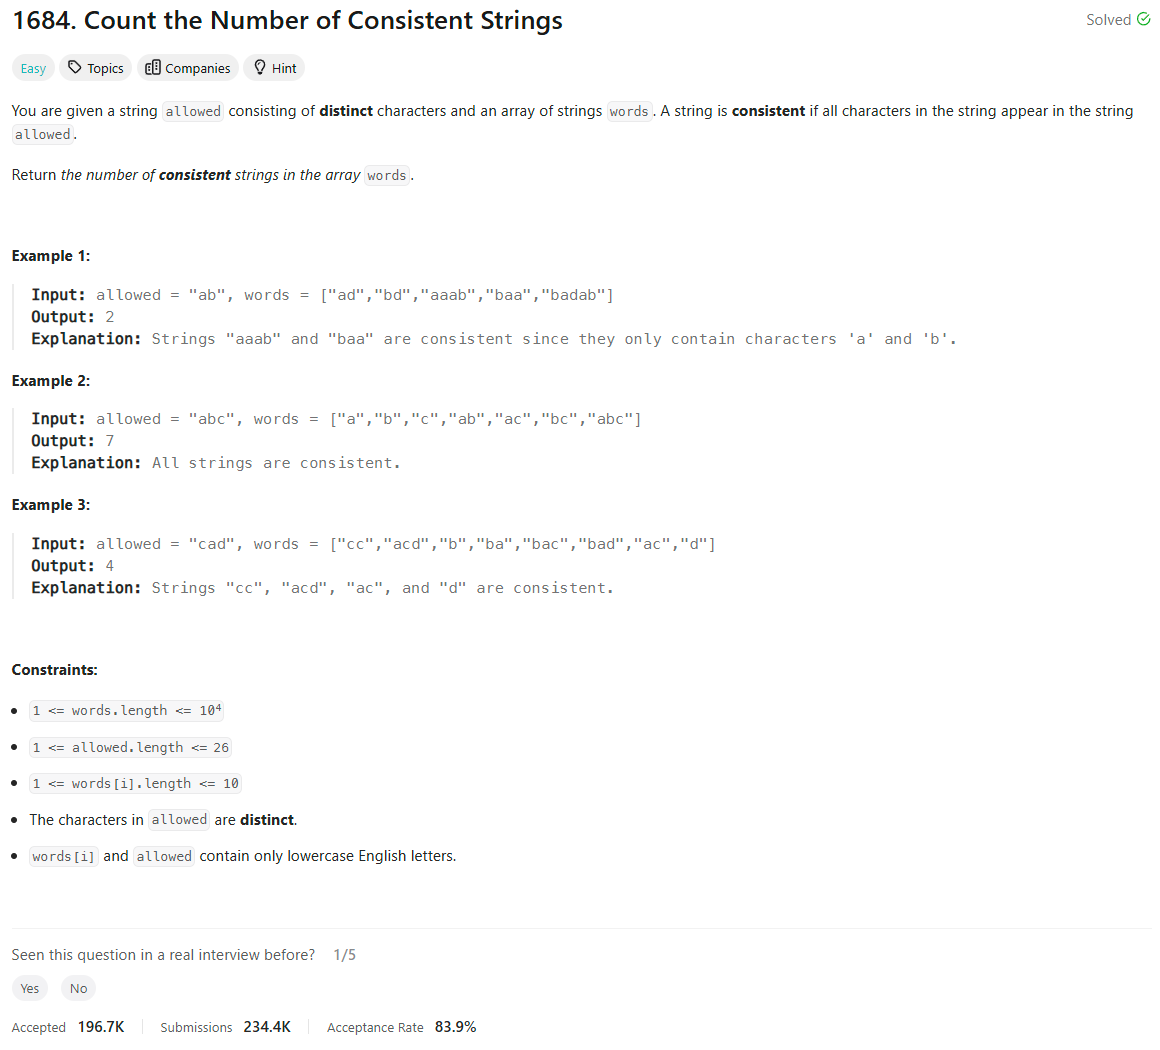 1684. Count the Number of Consistent Strings
Solved
Easy Topics Companies Hint
You are given a string allowed consisting of distinct characters and an array of strings words. A string is consistent if all characters in the string appear in the string
allowed.
Return the number of consistent strings in the array words.
Example 1:
Input: allowed = "ab", words = ["ad","bd","aaab","baa","badab"]
Output: 2
Explanation: Strings "aaab" and "baa" are consistent since they only contain characters 'a' and 'b'.
Example 2:
Input: allowed = "abc", words = ["a","b","c","ab","ac","bc","abc"]
Output: 7
Explanation: All strings are consistent.
Example 3:
Input: allowed = "cad", words = ["cc","acd","b","ba","bac","bad","ac","d"]
Output: 4
Explanation: Strings "cc", "acd", "ac", and "d" are consistent.
Constraints:
• 1 <= words.length <= 10⁴
• 1 <= allowed.length <= 26
• 1 <= words[i].length <= 10
• The characters in allowed are distinct.
• words[i] and allowed contain only lowercase English letters.
Seen this question in a real interview before? 1/5
Yes No
Accepted 196.7K Submissions 234.4K Acceptance Rate 83.9%